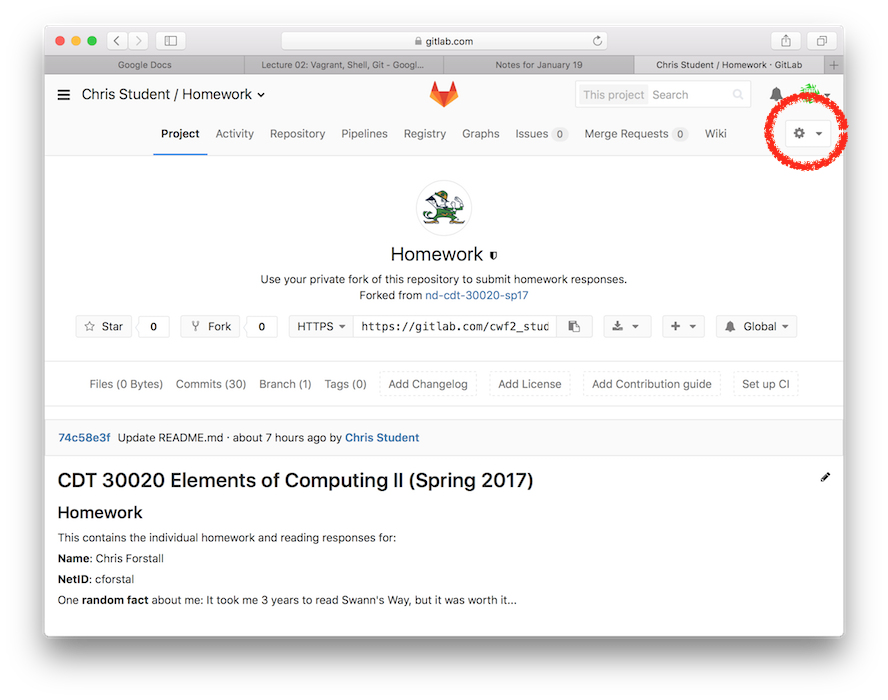 gitlab.com
Google Docs
Lecture 02: Vagrant, Shell, Git - Googl...
Notes for January 19
Chris Student / Homework · GitLab
Chris Student / Homework
This project Search
Project Activity Repository Pipelines Registry Graphs Issues 0 Merge Requests 0 Wiki
Homework
Use your private fork of this repository to submit homework responses.
Forked from nd-cdt-30020-sp17
Star 0 Fork 0 HTTPS https://gitlab.com/cwf2_stud Global
Files (0 Bytes) Commits (30) Branch (1) Tags (0) Add Changelog Add License Add Contribution guide Set up CI
74c58e3f Update README.md · about 7 hours ago by Chris Student
CDT 30020 Elements of Computing II (Spring 2017)
Homework
This contains the individual homework and reading responses for:
Name: Chris Forstall
NetID: cforstal
One random fact about me: It took me 3 years to read Swann's Way, but it was worth it...